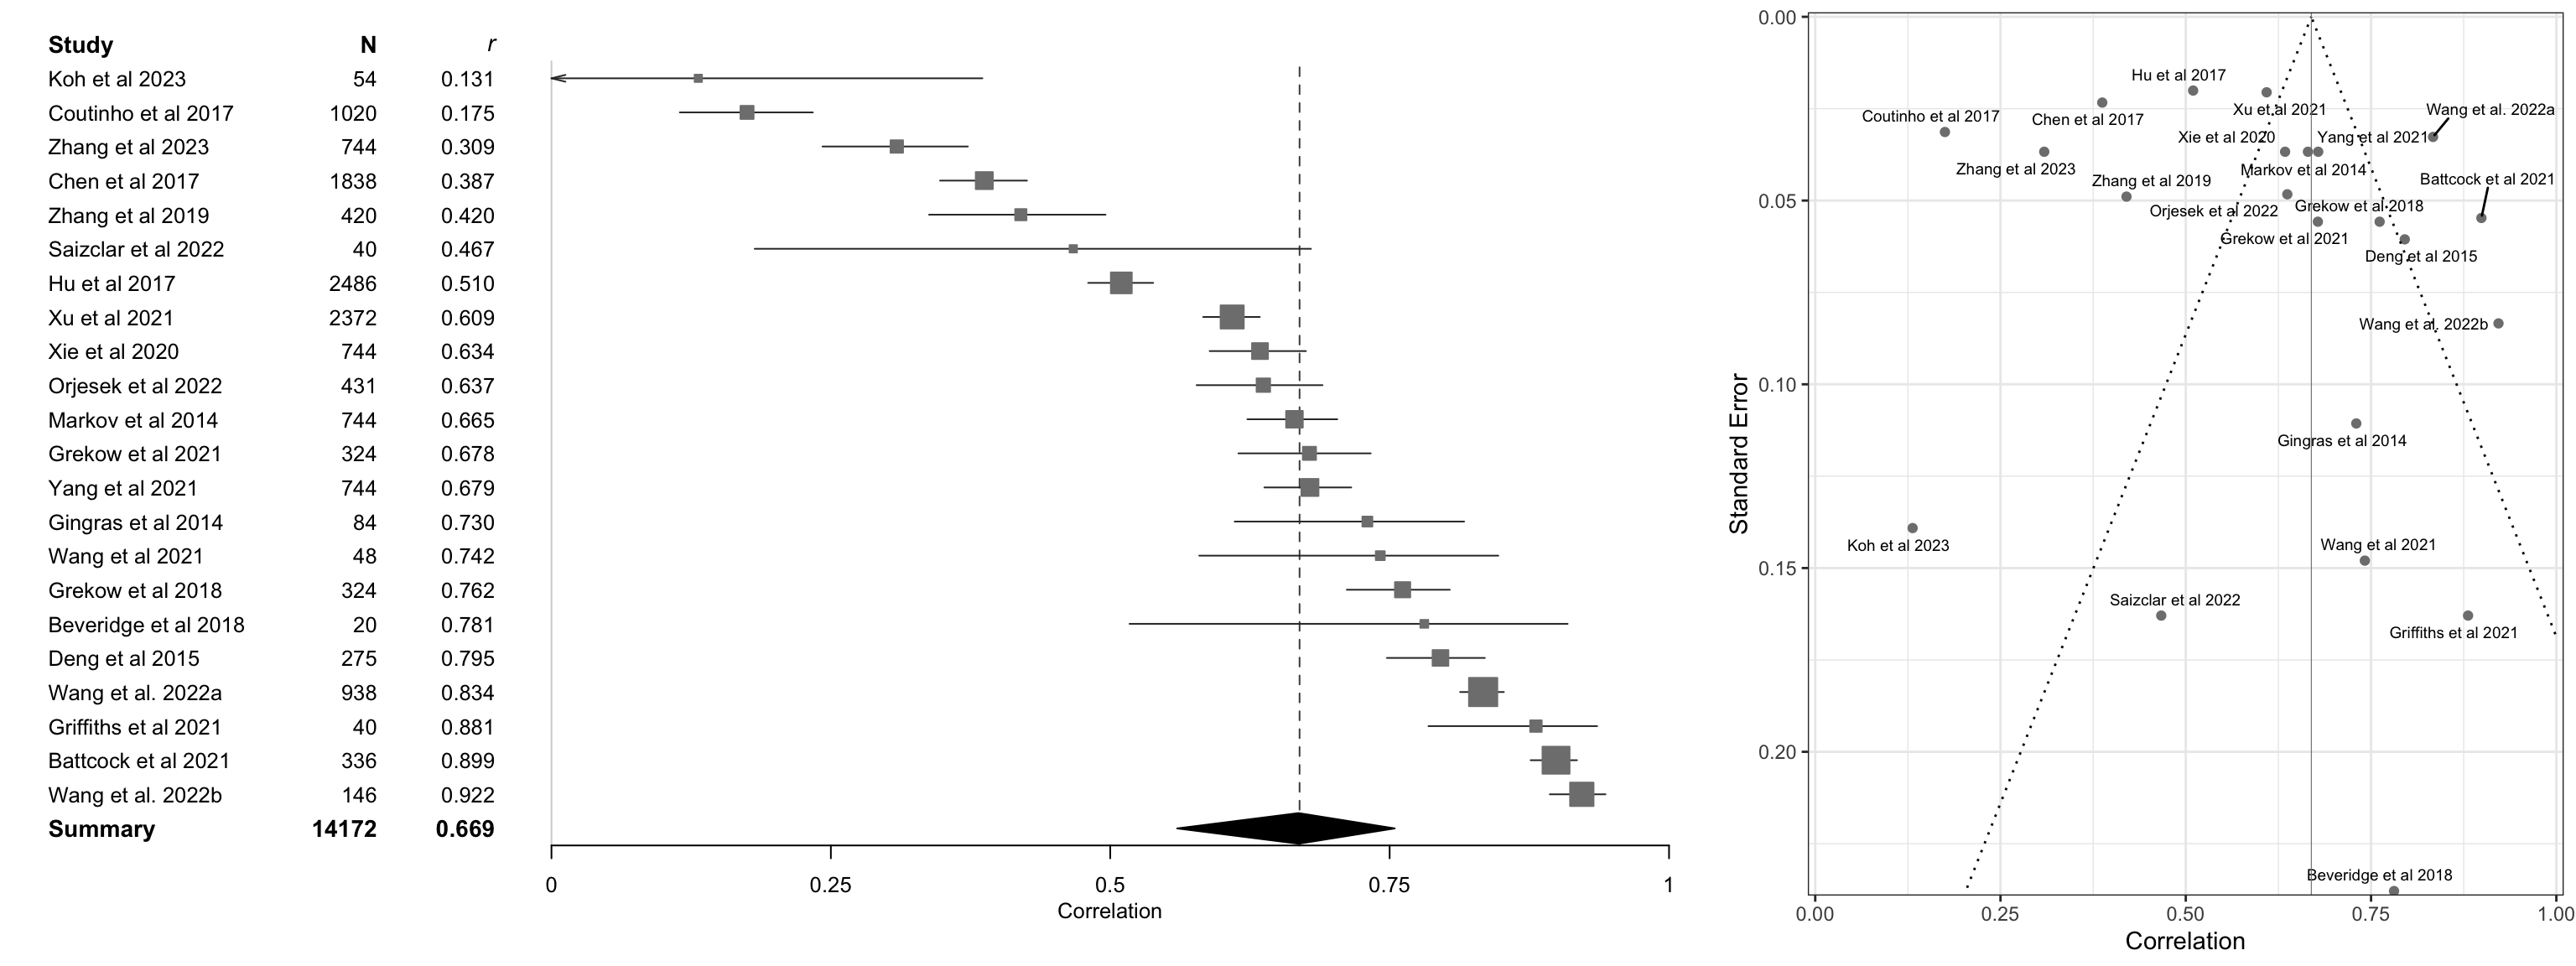 Study N r
Koh et al 2023 54 0.131
Coutinho et al 2017 1020 0.175
Zhang et al 2023 744 0.309
Chen et al 2017 1838 0.387
Zhang et al 2019 420 0.420
Saizclar et al 2022 40 0.467
Hu et al 2017 2486 0.510
Xu et al 2021 2372 0.609
Xie et al 2020 744 0.634
Orjesek et al 2022 431 0.637
Markov et al 2014 744 0.665
Grekow et al 2021 324 0.678
Yang et al 2021 744 0.679
Gingras et al 2014 84 0.730
Wang et al 2021 48 0.742
Grekow et al 2018 324 0.762
Beveridge et al 2018 20 0.781
Deng et al 2015 275 0.795
Wang et al. 2022a 938 0.834
Griffiths et al 2021 40 0.881
Battcock et al 2021 336 0.899
Wang et al. 2022b 146 0.922
Summary 14172 0.669
0 0.25 0.5 0.75 1
Correlation
Standard Error
0.00
0.05
0.10
0.15
0.20
Hu et al 2017
Coutinho et al 2017
Chen et al 2017
Xu et al 2021
Wang et al. 2022a
Xie et al 2020
Yang et al 2021
Zhang et al 2023
Markov et al 2014
Zhang et al 2019
Battcock et al 2021
Orjesek et al 2022
Grekow et al 2018
Grekow et al 2021
Deng et al 2015
Wang et al. 2022b
Gingras et al 2014
Koh et al 2023
Wang et al 2021
Saizclar et al 2022
Griffiths et al 2021
Beveridge et al 2018
0.00 0.25 0.50 0.75 1.00
Correlation